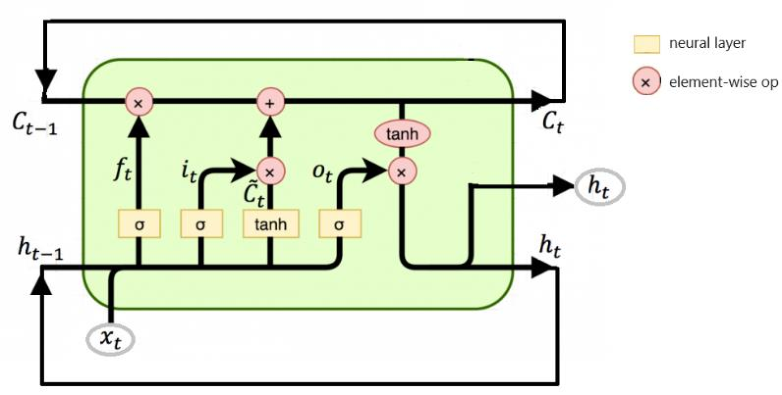 neural layer
× element-wise op
× +
C_{t-1} C_t
tanh
f_t i_t × o_t ×
C̃_t
h_t
σ σ tanh σ
h_{t-1} h_t
x_t